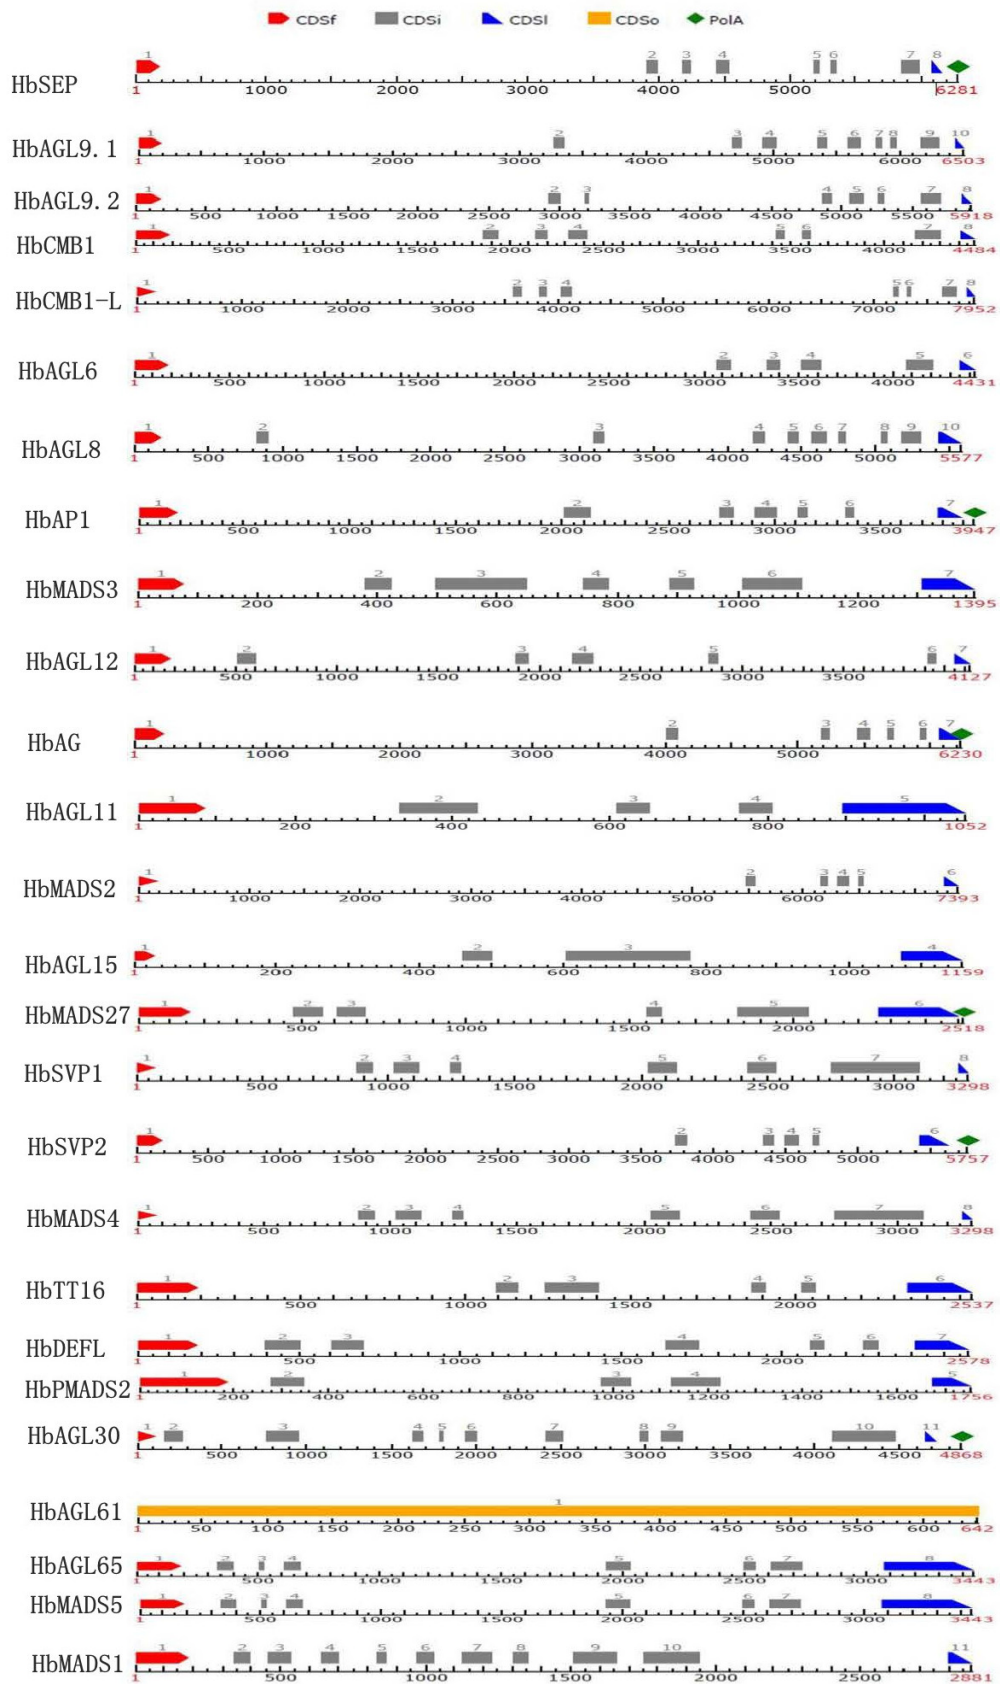 CDSf CDSi CDSl CDSo PolA
1 2 3 4 5 6 7 8
HbSEP
1 1000 2000 3000 4000 5000 6281
1 2 3 4 5 6 7 8 9 10
HbAGL9.1
1 1000 2000 3000 4000 5000 6000 6503
1 2 3 4 5 6 7 8
HbAGL9.2
1 500 1000 1500 2000 2500 3000 3500 4000 4500 5000 5500 5918
1 2 3 4 5 6 7 8
HbCMB1
1 500 1000 1500 2000 2500 3000 3500 4000 4484
1 2 3 4 5 6 7 8
HbCMB1-L
1 1000 2000 3000 4000 5000 6000 7000 7952
1 2 3 4 5 6
HbAGL6
1 500 1000 1500 2000 2500 3000 3500 4000 4431
1 2 3 4 5 6 7 8 9 10
HbAGL8
1 500 1000 1500 2000 2500 3000 3500 4000 4500 5000 5577
1 2 3 4 5 6 7
HbAP1
1 500 1000 1500 2000 2500 3000 3500 3947
1 2 3 4 5 6 7
HbMADS3
1 200 400 600 800 1000 1200 1395
1 2 3 4 5 6 7
HbAGL12
1 500 1000 1500 2000 2500 3000 3500 4127
1 2 3 4 5 6 7
HbAG
1 1000 2000 3000 4000 5000 6230
1 2 3 4 5
HbAGL11
1 200 400 600 800 1052
1 2 3 4 5 6
HbMADS2
1 1000 2000 3000 4000 5000 6000 7393
1 2 3 4
HbAGL15
1 200 400 600 800 1000 1159
1 2 3 4 5 6
HbMADS27
1 500 1000 1500 2000 2518
1 2 3 4 5 6 7 8
HbSVP1
1 500 1000 1500 2000 2500 3000 3298
1 2 3 4 5 6
HbSVP2
1 500 1000 1500 2000 2500 3000 3500 4000 4500 5000 5757
1 2 3 4 5 6 7 8
HbMADS4
1 500 1000 1500 2000 2500 3000 3298
1 2 3 4 5 6
HbTT16
1 500 1000 1500 2000 2537
1 2 3 4 5 6 7
HbDEFL
1 500 1000 1500 2000 2578
1 2 3 4 5
HbPMADS2
1 200 400 600 800 1000 1200 1400 1600 1756
1 2 3 4 5 6 7 8 9 10 11
HbAGL30
1 500 1000 1500 2000 2500 3000 3500 4000 4500 4868
1
HbAGL61
1 50 100 150 200 250 300 350 400 450 500 550 600 642
1 2 3 4 5 6 7 8
HbAGL65
1 500 1000 1500 2000 2500 3000 3443
1 2 3 4 5 6 7 8
HbMADS5
1 500 1000 1500 2000 2500 3000 3443
1 2 3 4 5 6 7 8 9 10 11
HbMADS1
1 500 1000 1500 2000 2500 2881